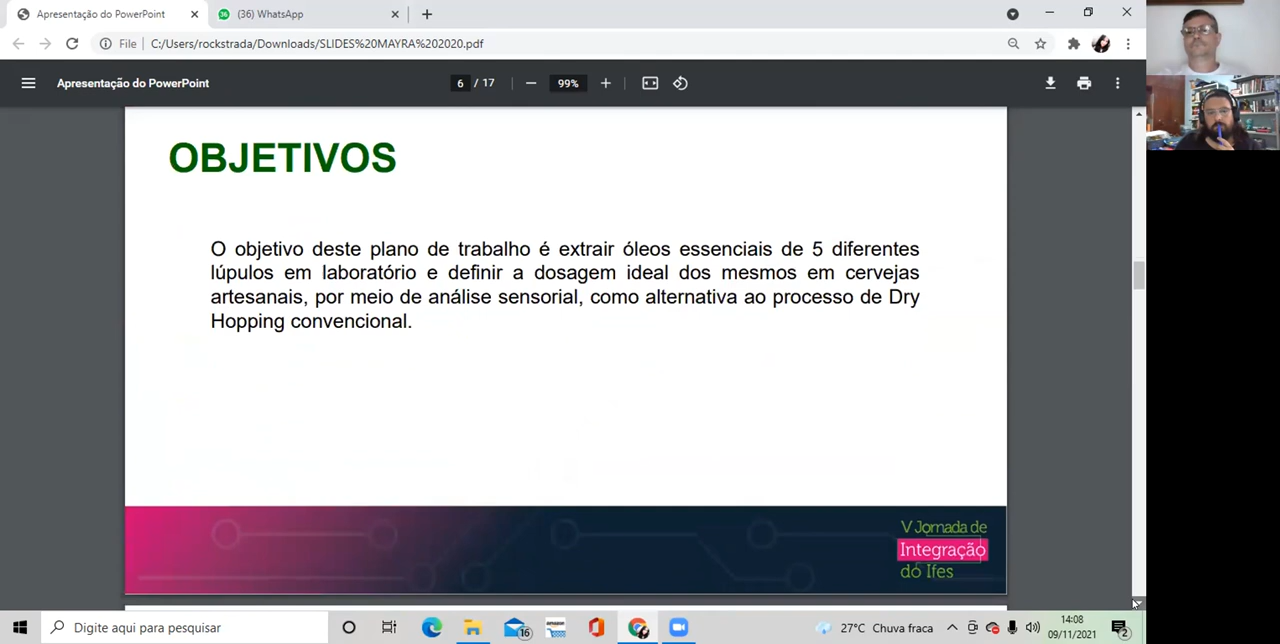 Apresentação do PowerPoint
(36) WhatsApp
File
C:/Users/rockstrada/Downloads/SLIDES%20MAYRA%202020.pdf
Apresentação do PowerPoint
6 / 17
99%
OBJETIVOS
O objetivo deste plano de trabalho é extrair óleos essenciais de 5 diferentes
lúpulos em laboratório e definir a dosagem ideal dos mesmos em cervejas
artesanais, por meio de análise sensorial, como alternativa ao processo de Dry
Hopping convencional.
V Jornada de
Integração
do Ifes
Digite aqui para pesquisar
16
27°C Chuva fraca
14:08
09/11/2021
2